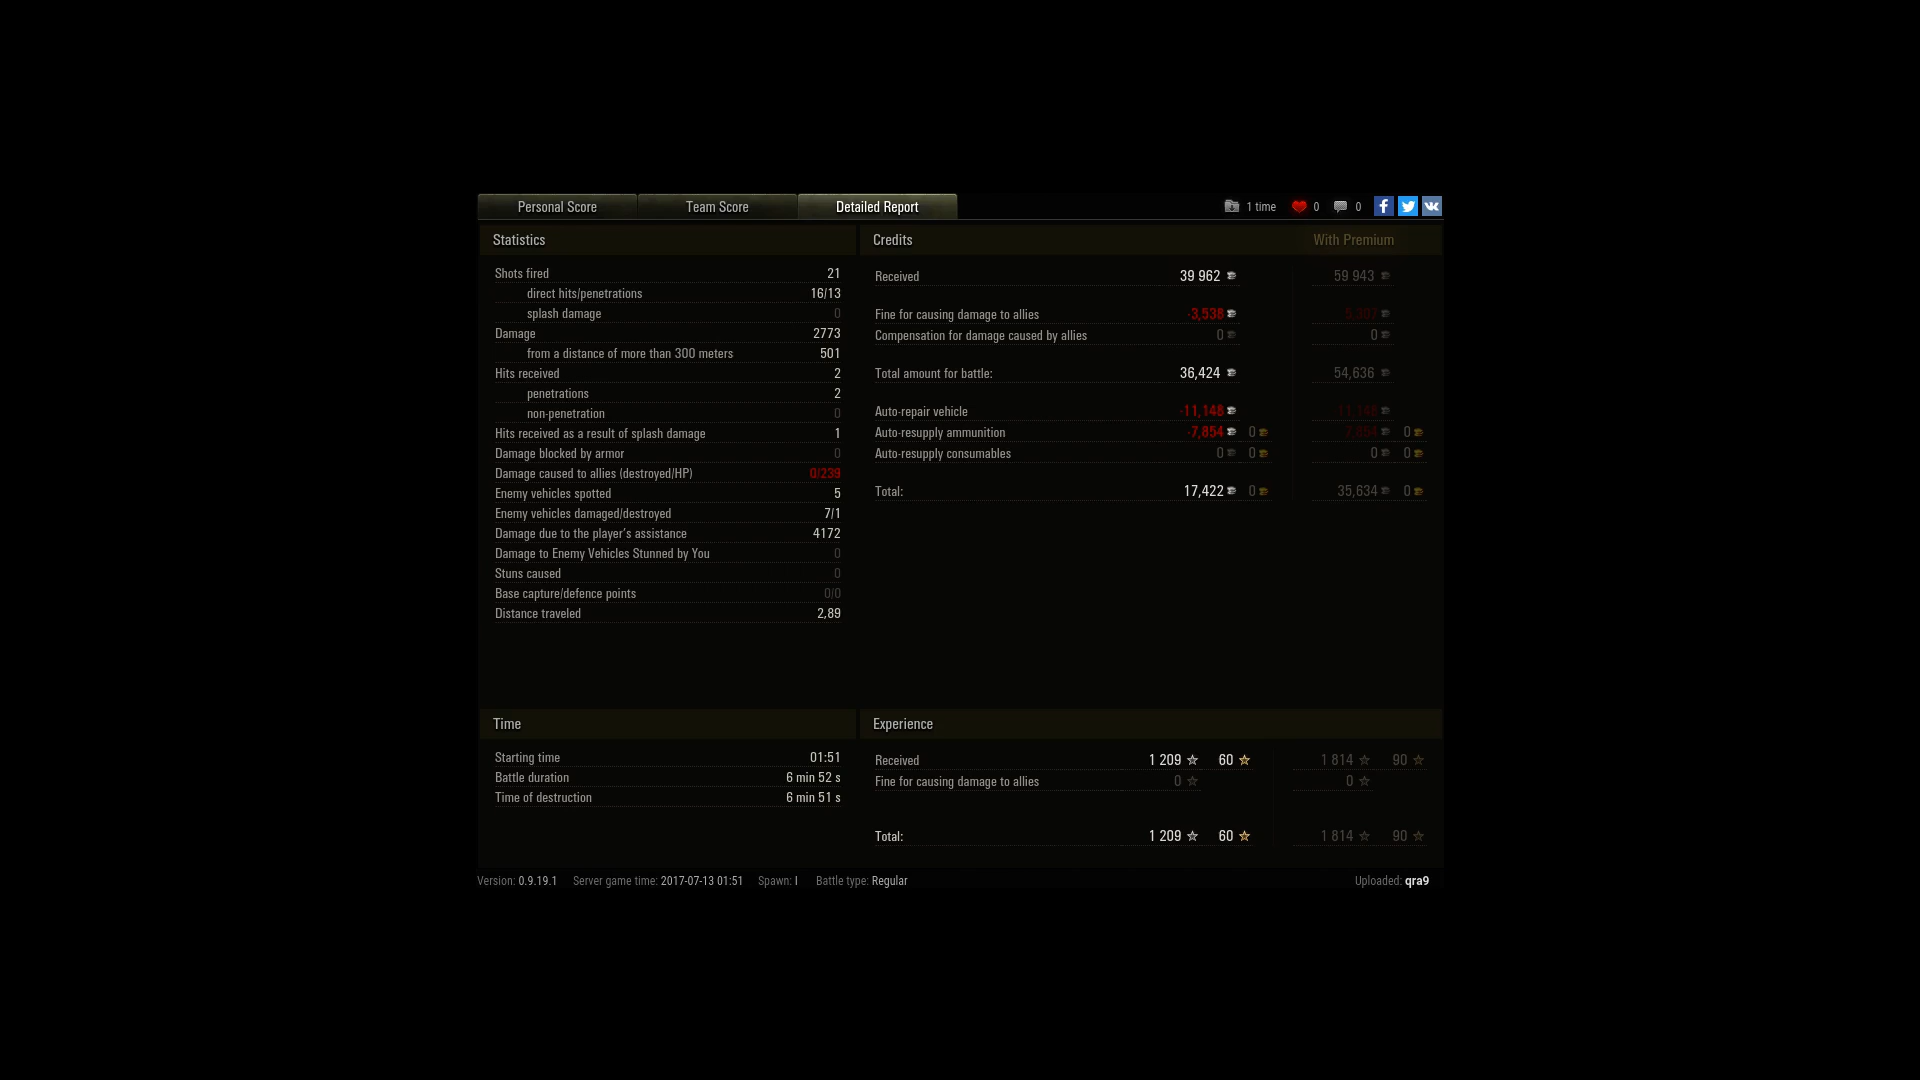 Personal Score Team Score Detailed Report 1 time 0 0
Statistics
Shots fired 21
direct hits/penetrations 16/13
splash damage 0
Damage 2773
from a distance of more than 300 meters 501
Hits received 2
penetrations 2
non-penetration 0
Hits received as a result of splash damage 1
Damage blocked by armor 0
Damage caused to allies (destroyed/HP) 0/239
Enemy vehicles spotted 5
Enemy vehicles damaged/destroyed 7/1
Damage due to the player's assistance 4172
Damage to Enemy Vehicles Stunned by You 0
Stuns caused 0
Base capture/defence points 0/0
Distance traveled 2,89
Credits With Premium
Received 39 962 59 943
Fine for causing damage to allies -3,538 5,307
Compensation for damage caused by allies 0 0
Total amount for battle: 36,424 54,636
Auto-repair vehicle -11,148 11,148
Auto-resupply ammunition -7,854 0 7,854 0
Auto-resupply consumables 0 0 0 0
Total: 17,422 0 35,634 0
Time
Starting time 01:51
Battle duration 6 min 52 s
Time of destruction 6 min 51 s
Experience
Received 1 209 60 1 814 90
Fine for causing damage to allies 0 0
Total: 1 209 60 1 814 90
Version: 0.9.19.1 Server game time: 2017-07-13 01:51 Spawn: I Battle type: Regular Uploaded: qra9